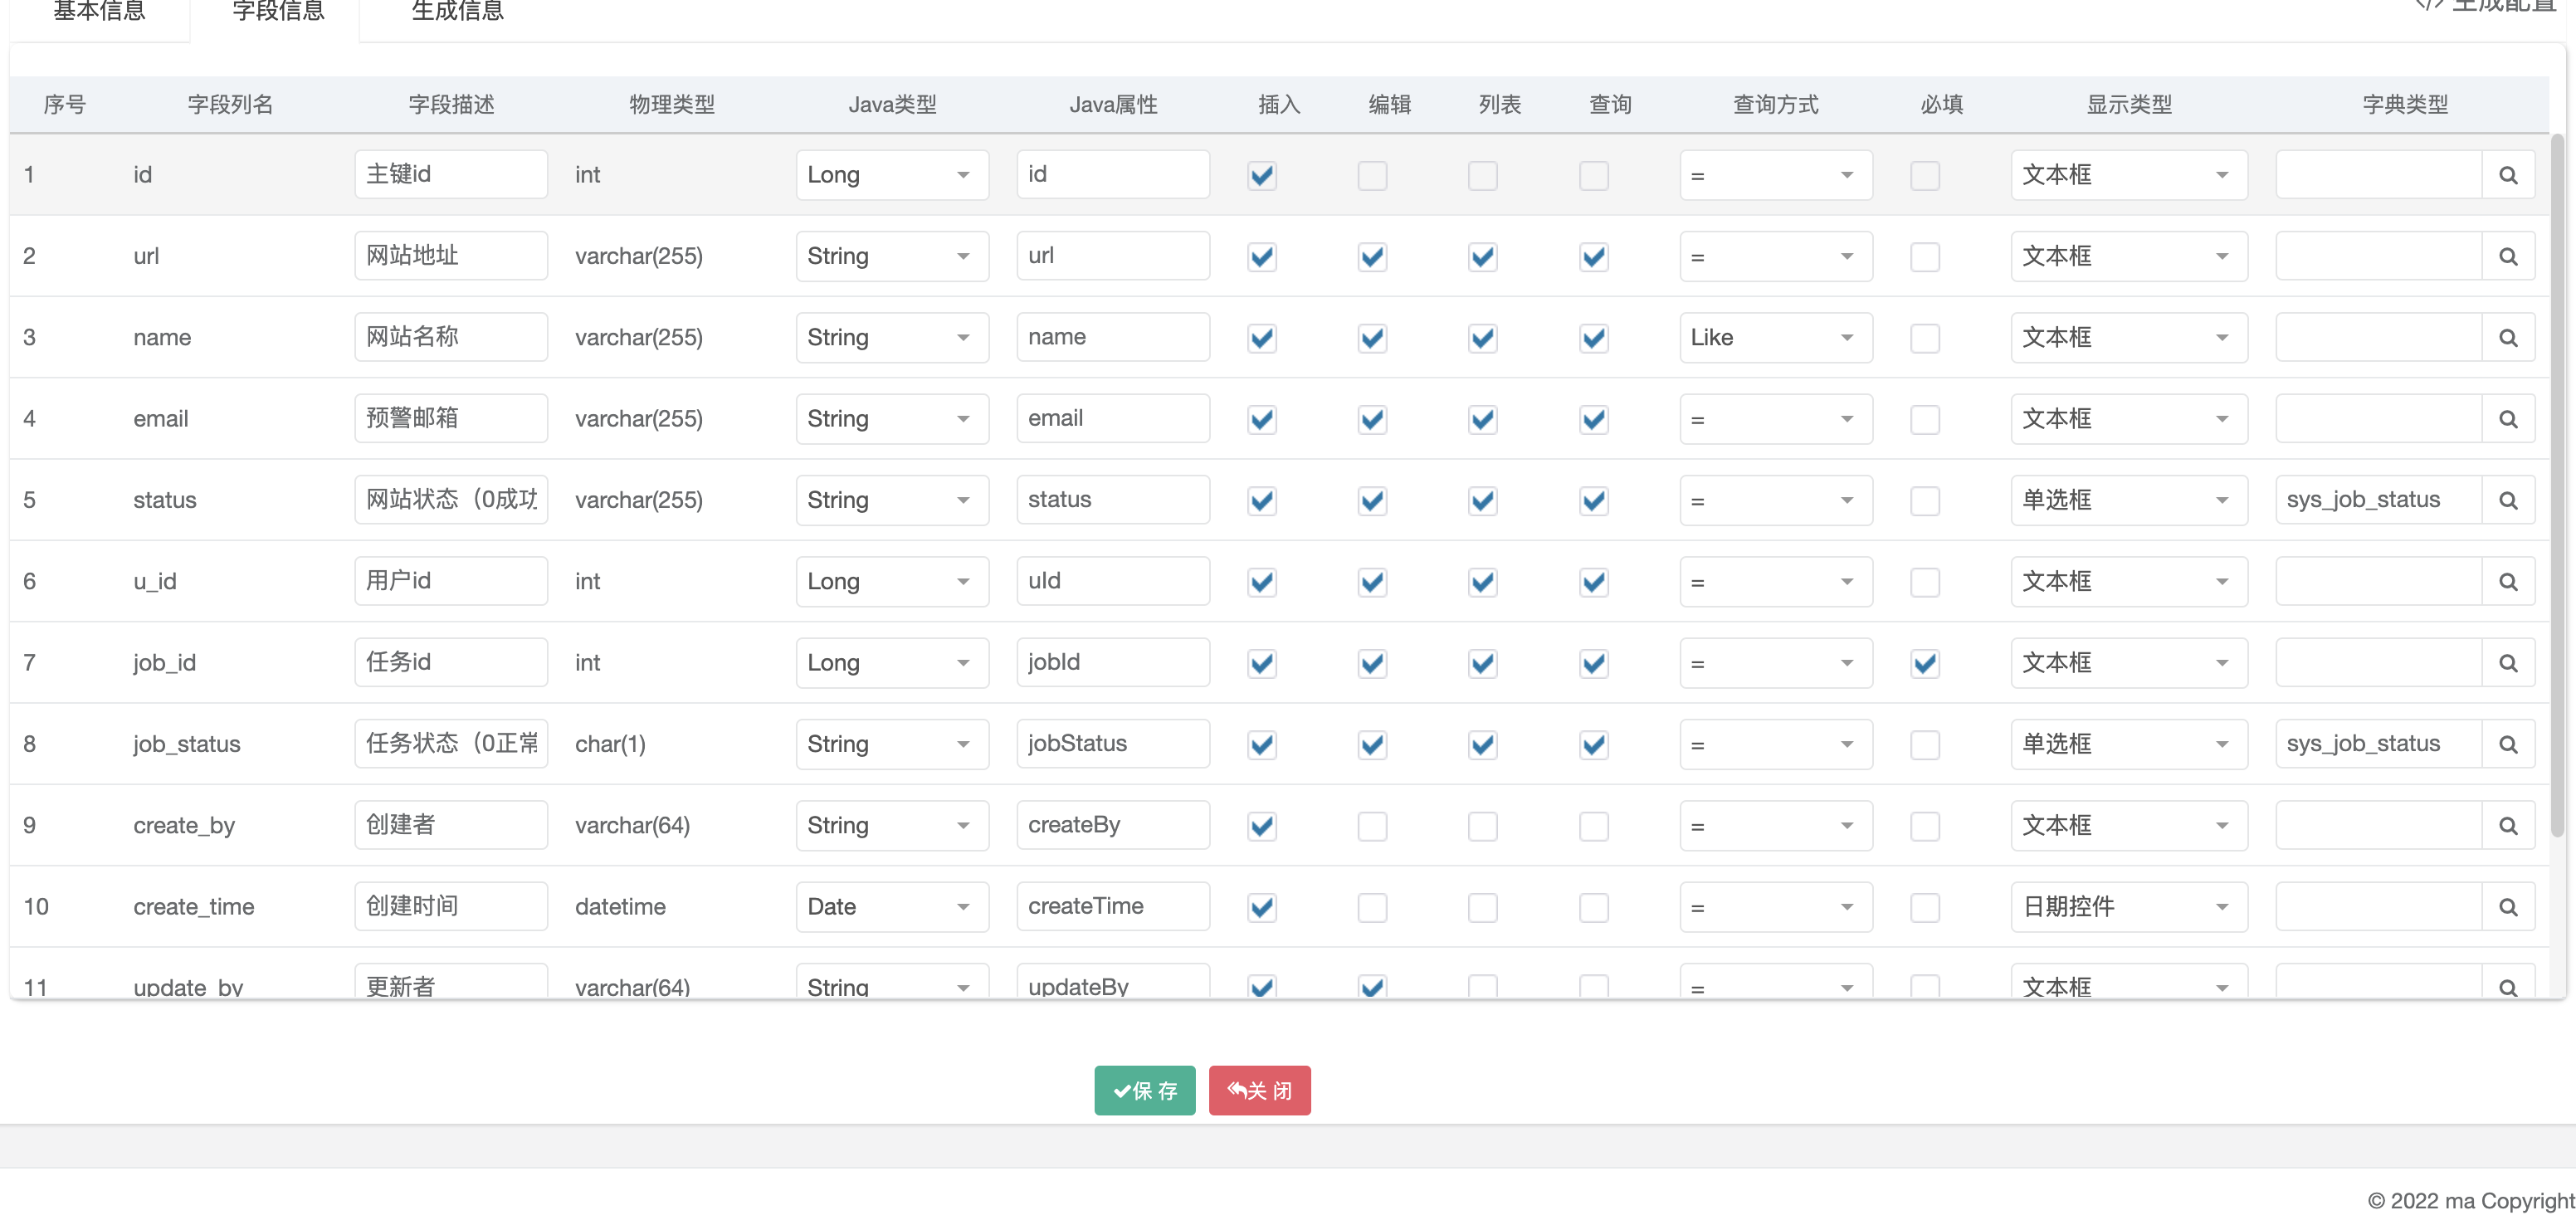 基本信息 字段信息 生成信息 </> 生成配置
序号 字段列名 字段描述 物理类型 Java类型 Java属性 插入 编辑 列表 查询 查询方式 必填 显示类型 字典类型
1 id 主键id int Long id = 文本框
2 url 网站地址 varchar(255) String url = 文本框
3 name 网站名称 varchar(255) String name Like 文本框
4 email 预警邮箱 varchar(255) String email = 文本框
5 status 网站状态（0成功 varchar(255) String status = 单选框 sys_job_status
6 u_id 用户id int Long uId = 文本框
7 job_id 任务id int Long jobId = 文本框
8 job_status 任务状态（0正常 char(1) String jobStatus = 单选框 sys_job_status
9 create_by 创建者 varchar(64) String createBy = 文本框
10 create_time 创建时间 datetime Date createTime = 日期控件
11 update_by 更新者 varchar(64) String updateBy = 文本框
保 存 关 闭
© 2022 ma Copyright